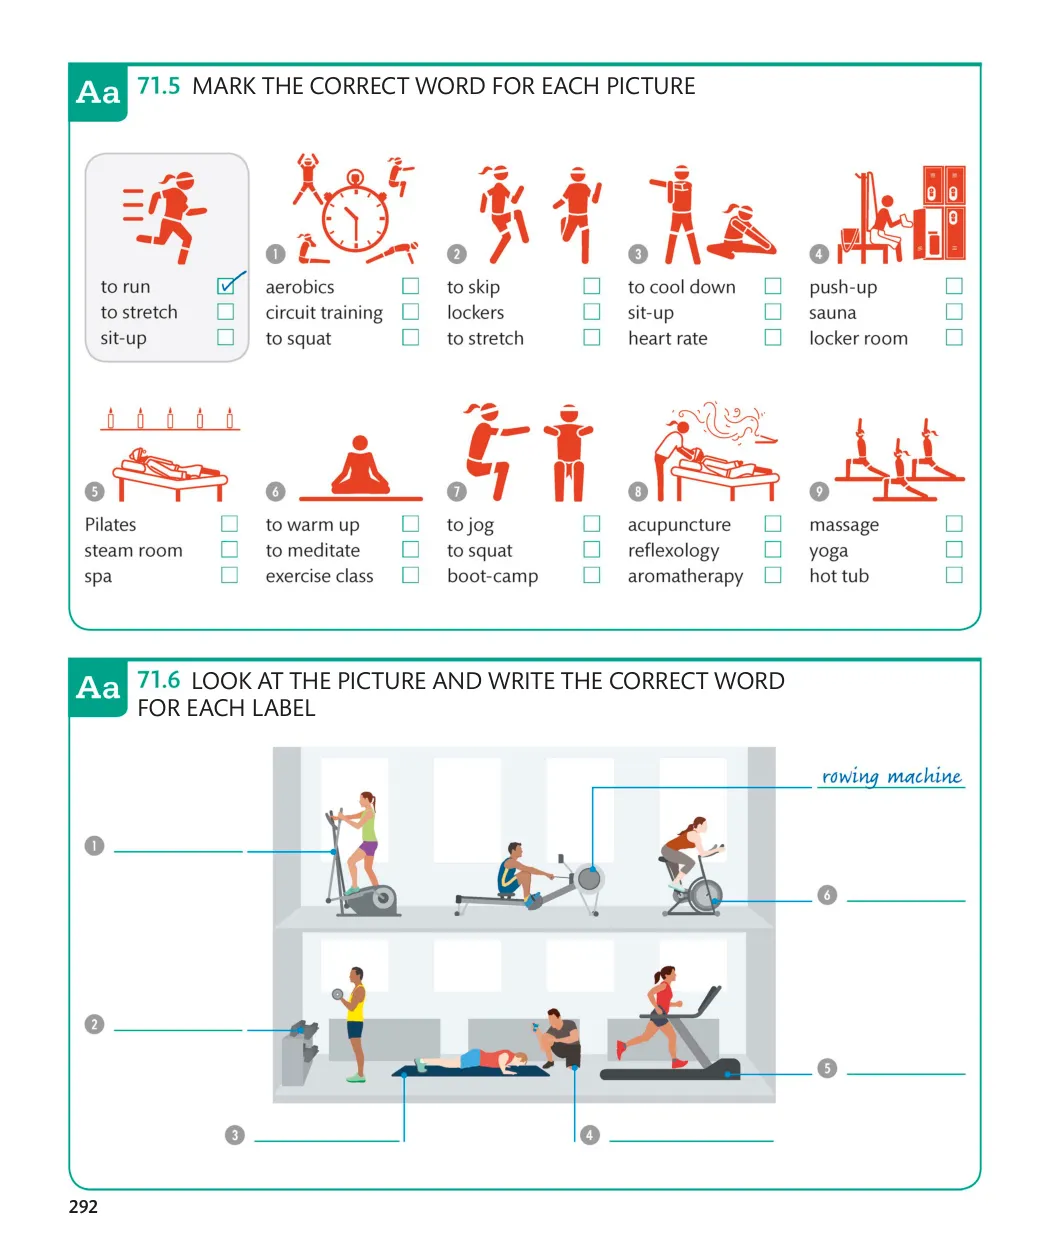 Aa 71.5 MARK THE CORRECT WORD FOR EACH PICTURE
to run
to stretch
sit-up
1
aerobics
circuit training
to squat
2
to skip
lockers
to stretch
3
to cool down
sit-up
heart rate
4
push-up
sauna
locker room
5
Pilates
steam room
spa
6
to warm up
to meditate
exercise class
7
to jog
to squat
boot-camp
8
acupuncture
reflexology
aromatherapy
9
massage
yoga
hot tub
Aa 71.6 LOOK AT THE PICTURE AND WRITE THE CORRECT WORD
FOR EACH LABEL
rowing machine
1
6
2
5
3
4
292